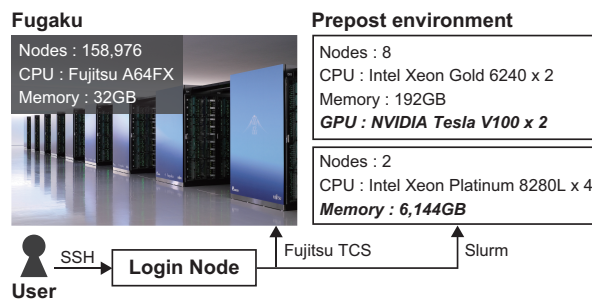 Fugaku
Nodes : 158,976
CPU : Fujitsu A64FX
Memory : 32GB
Prepost environment
Nodes : 8
CPU : Intel Xeon Gold 6240 x 2
Memory : 192GB
GPU : NVIDIA Tesla V100 x 2
Nodes : 2
CPU : Intel Xeon Platinum 8280L x 4
Memory : 6,144GB
SSH
Login Node
Fujitsu TCS
Slurm
User